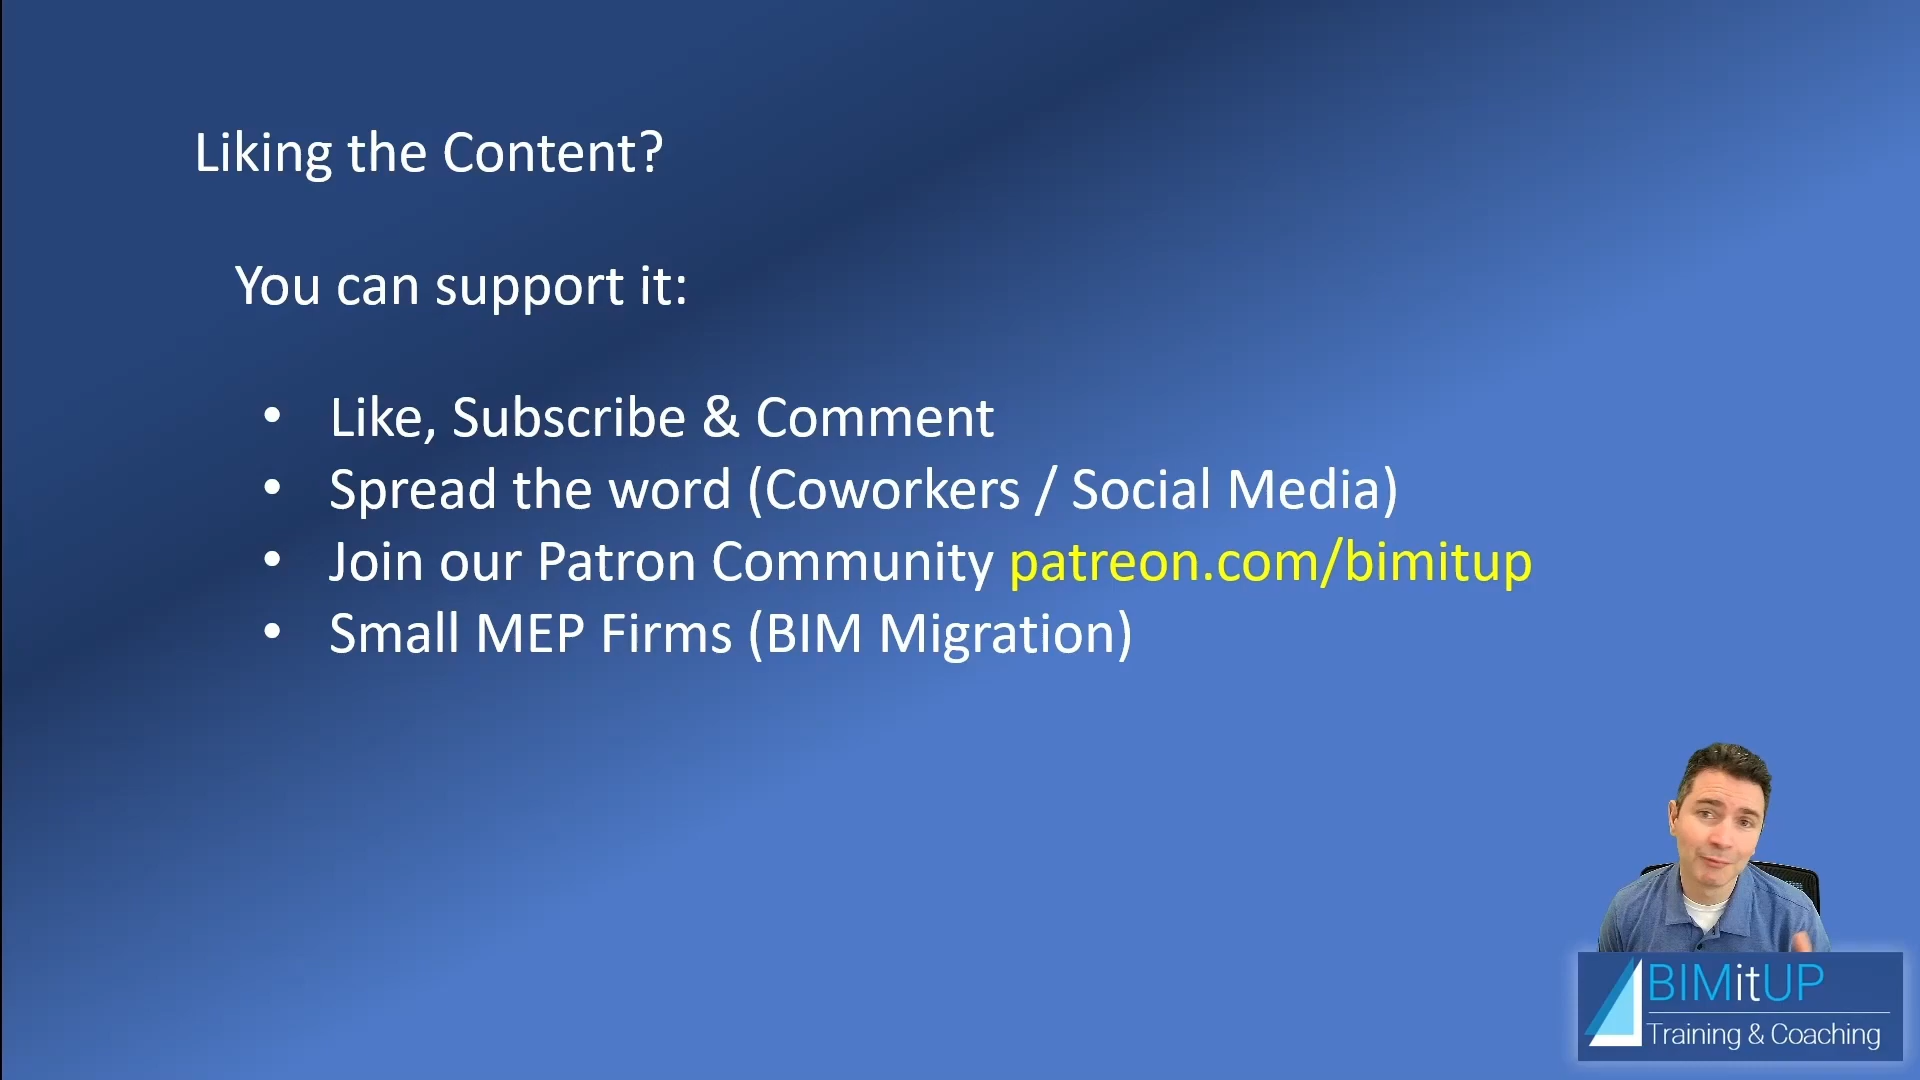 Liking the Content?
You can support it:
• Like, Subscribe & Comment
• Spread the word (Coworkers / Social Media)
• Join our Patron Community patreon.com/bimitup
• Small MEP Firms (BIM Migration)
BIMitUP
Training & Coaching